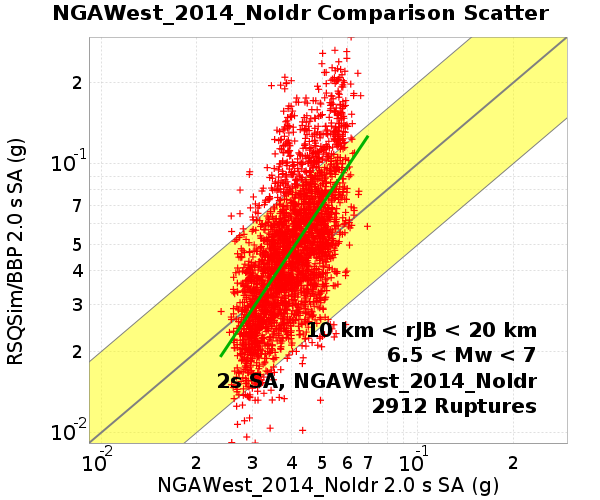 NGAWest_2014_NoIdr Comparison Scatter
RSQSim/BBP 2.0 s SA (g)
2
10⁻¹
7
5
4
3
2
10⁻²
10 km < rJB < 20 km
6.5 < Mw < 7
2s SA, NGAWest_2014_NoIdr
2912 Ruptures
10⁻² 2 3 4 5 6 7 10⁻¹ 2
NGAWest_2014_NoIdr 2.0 s SA (g)